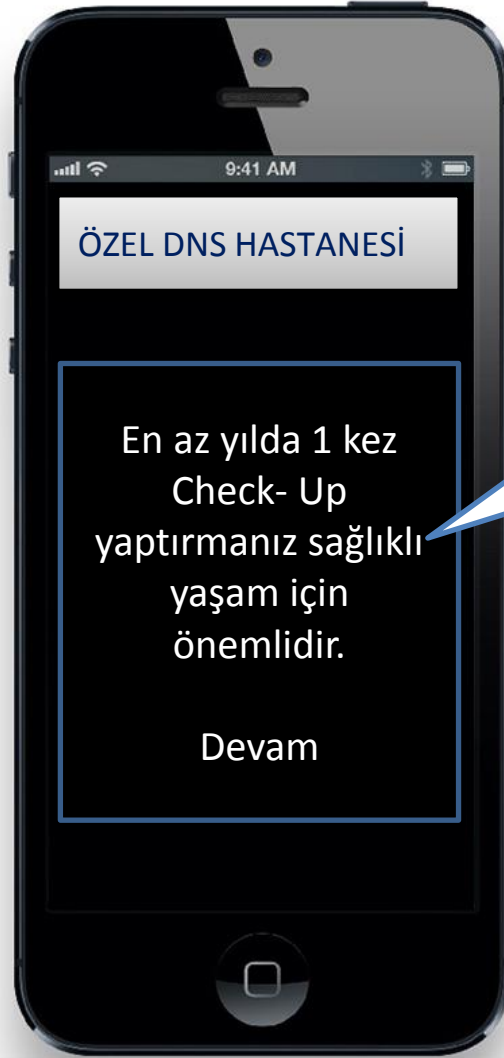 9:41 AM
ÖZEL DNS HASTANESİ
En az yılda 1 kez
Check- Up
yaptırmanız sağlıklı
yaşam için
önemlidir.
Devam